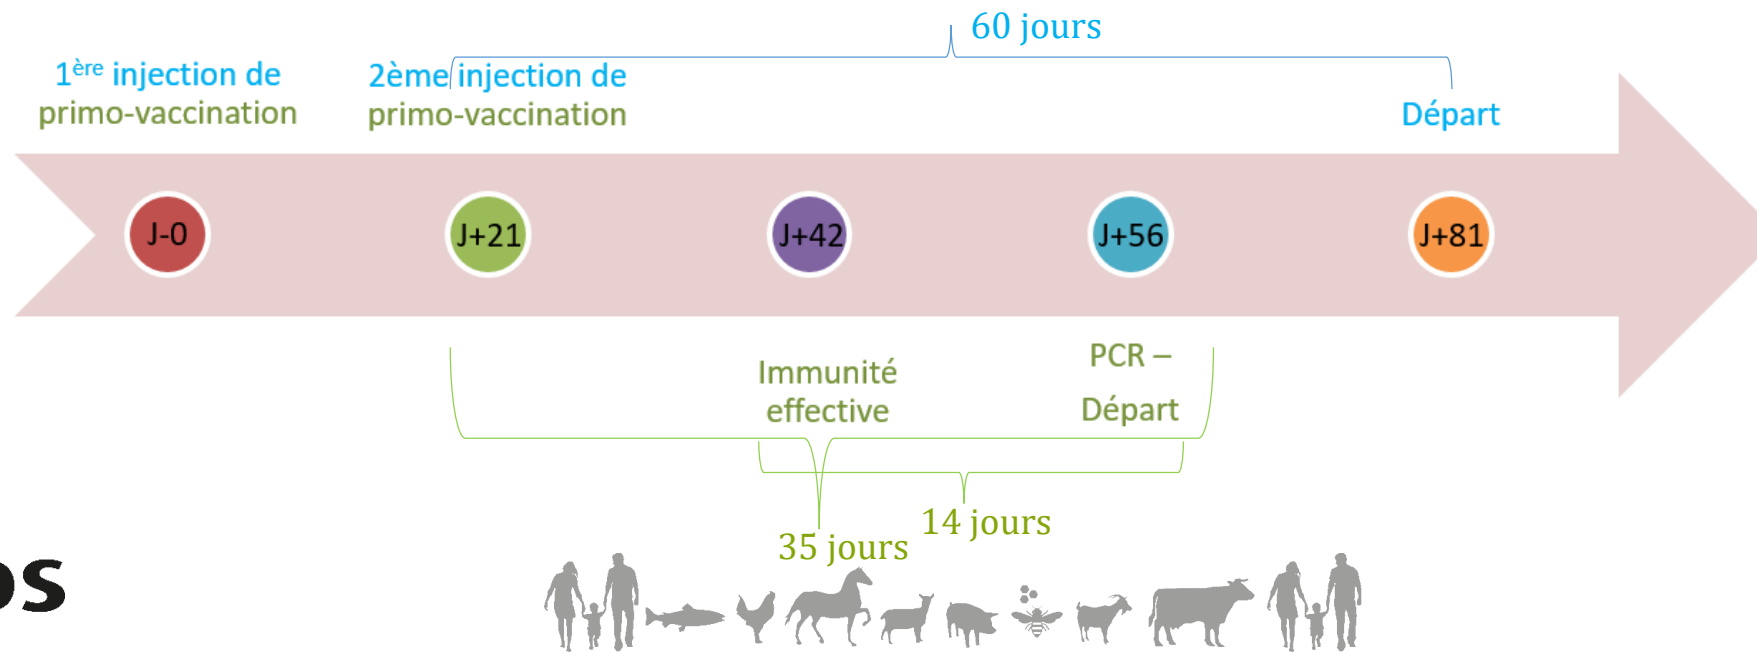 60 jours
1ère injection de
primo-vaccination
2ème injection de
primo-vaccination
Départ
J-0
J+21
J+42
J+56
J+81
Immunité
effective
PCR –
Départ
14 jours
35 jours
os